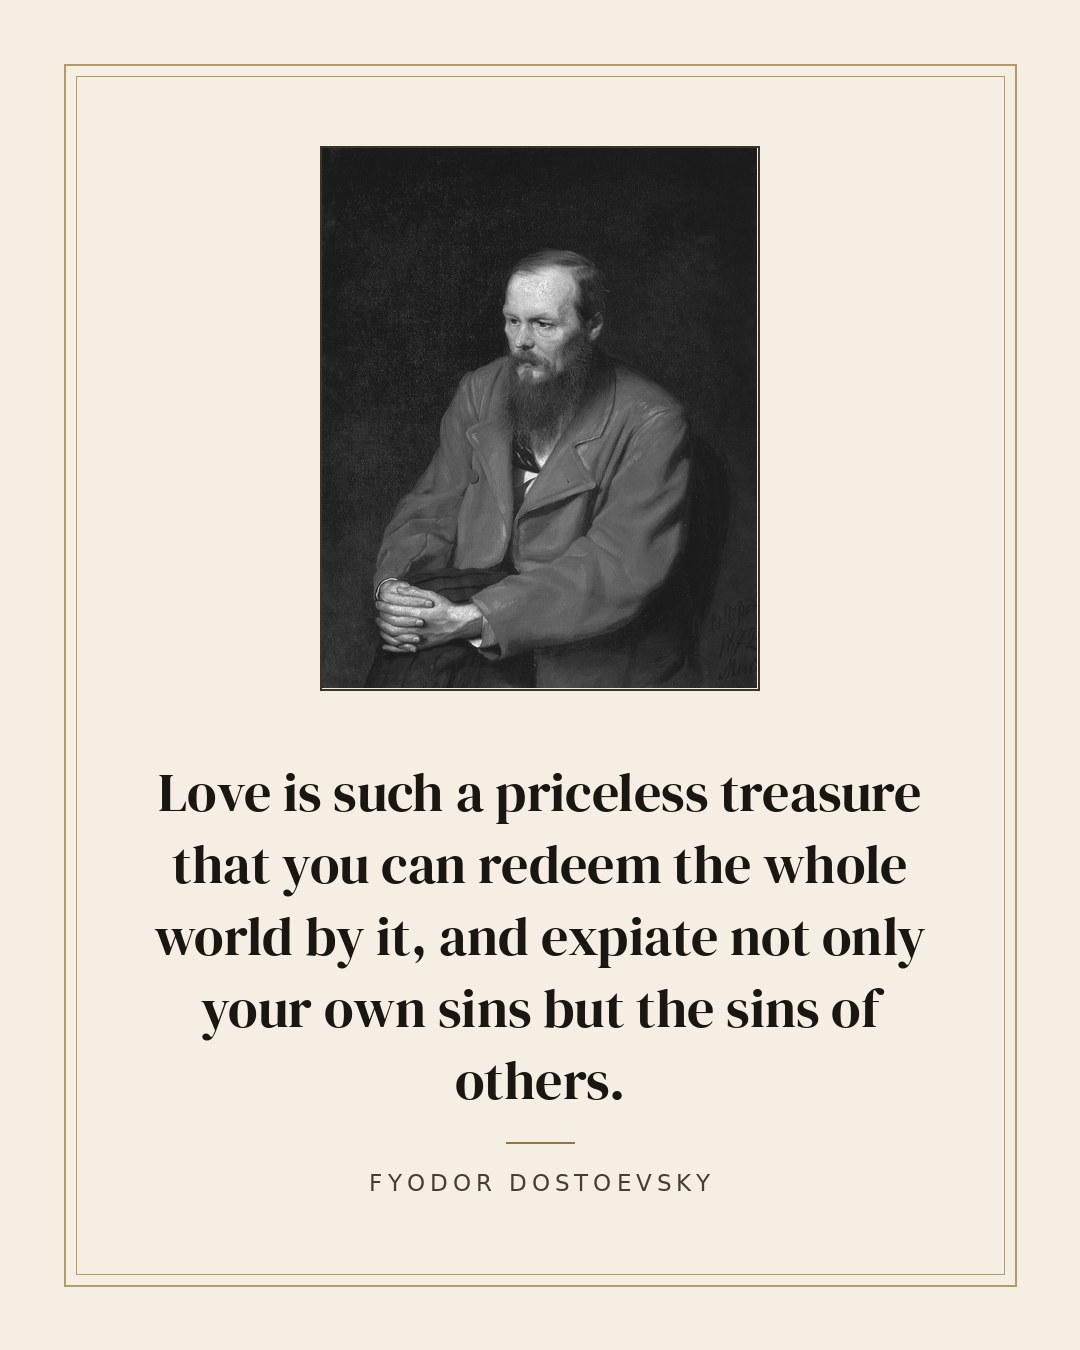 Love is such a priceless treasure
that you can redeem the whole
world by it, and expiate not only
your own sins but the sins of
others.
FYODOR DOSTOEVSKY